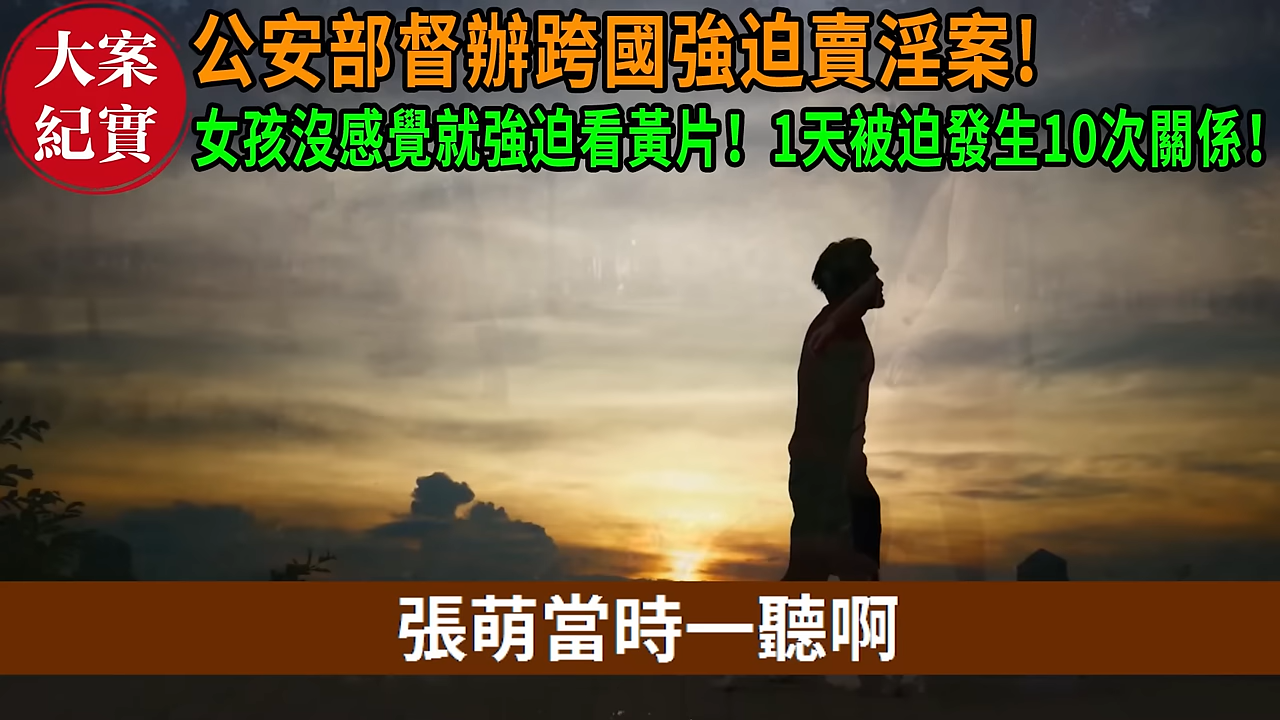 大案
紀實
公安部督辦跨國強迫賣淫案!
女孩沒感覺就強迫看黃片! 1天被迫發生10次關係!
張萌當時一聽啊